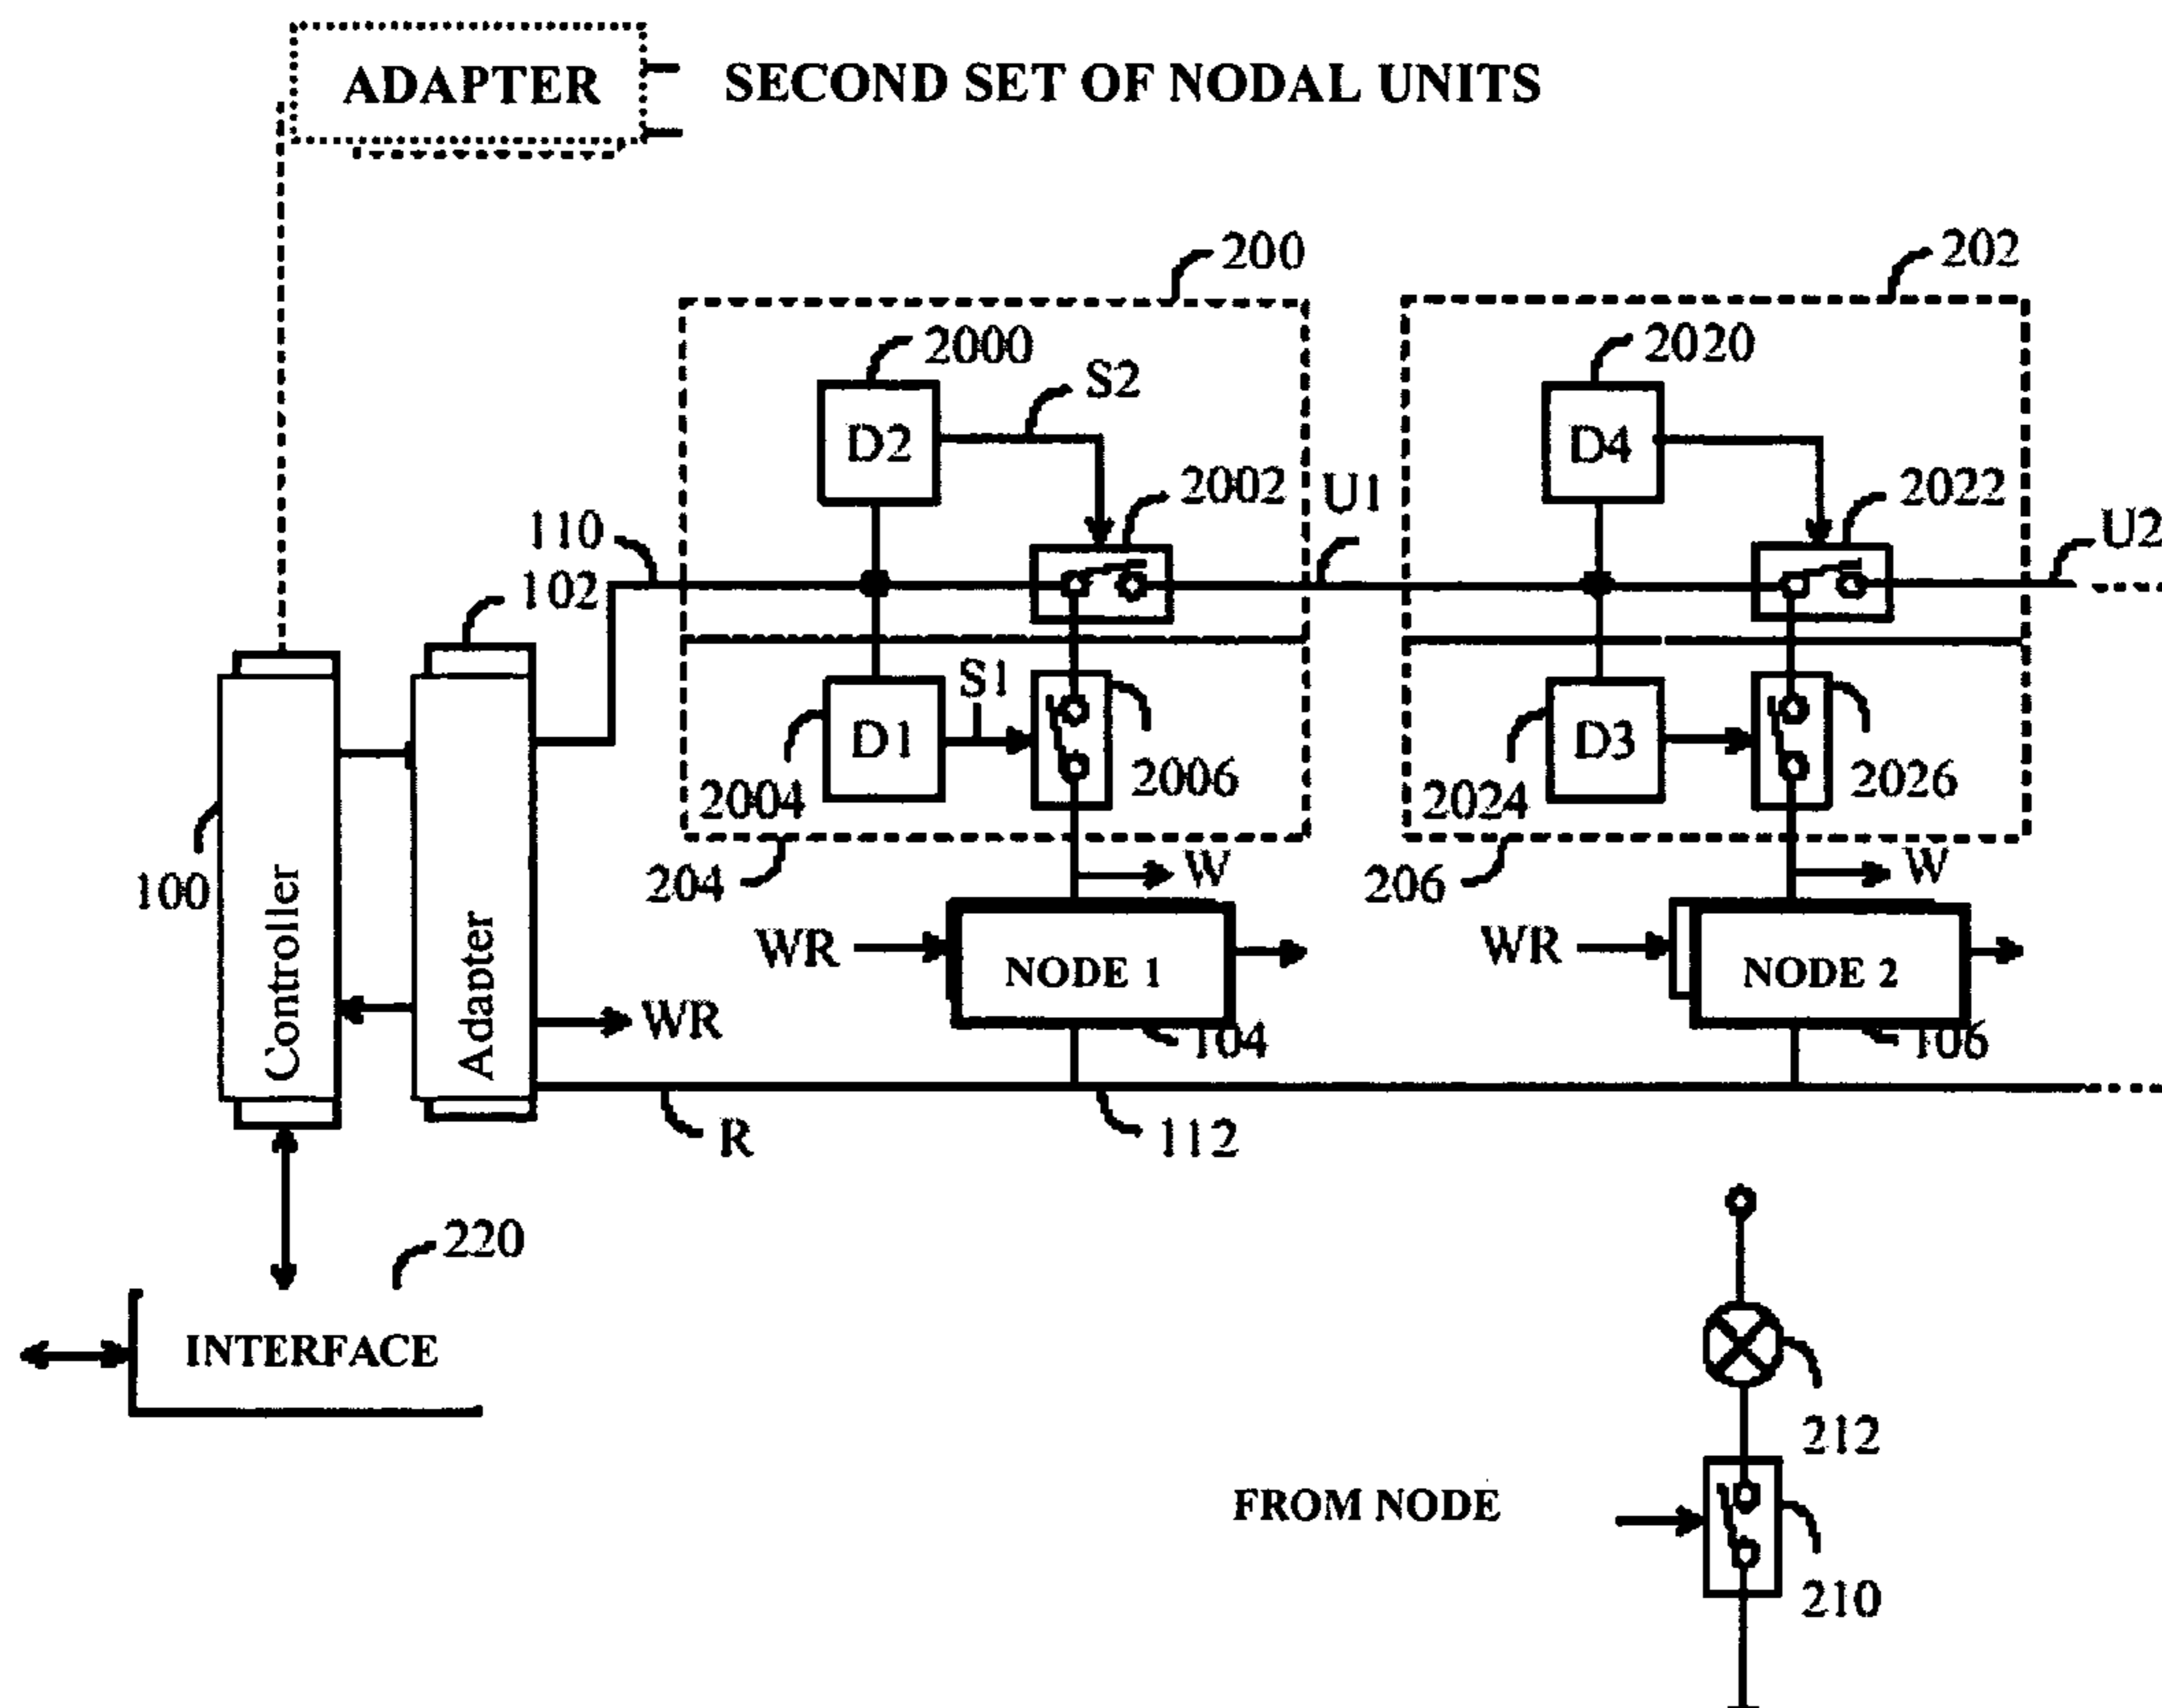 ADAPTER
SECOND SET OF NODAL UNITS
200
202
2000
2020
S2
D2
D4
2002
U1
2022
U2
110
102
S1
D1
D3
2004
2006
2024
2026
204
W
206
W
100
Controller
Adapter
WR
NODE 1
WR
NODE 2
WR
104
106
R
112
220
INTERFACE
212
FROM NODE
210